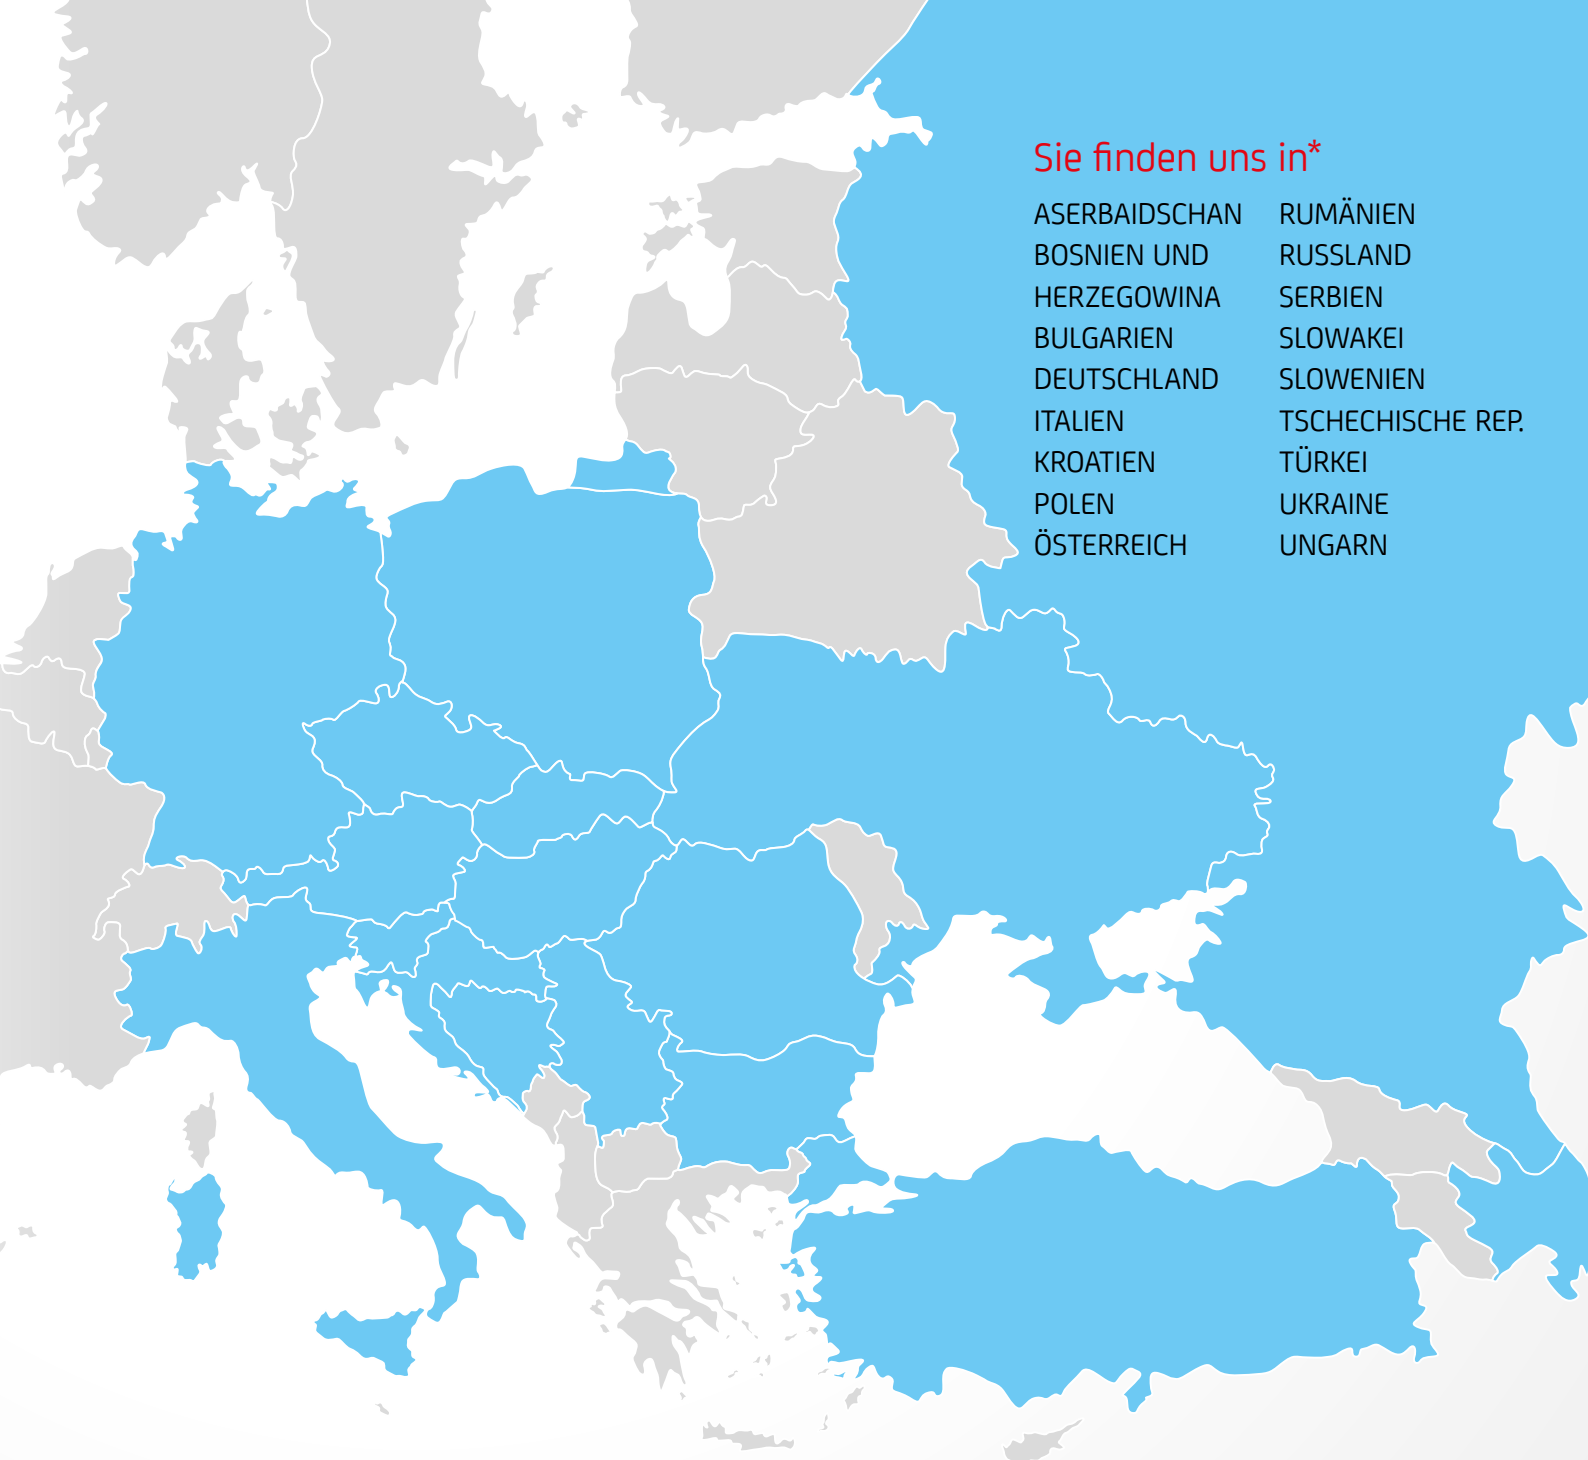 Sie finden uns in*
ASERBAIDSCHAN
BOSNIEN UND
HERZEGOWINA
BULGARIEN
DEUTSCHLAND
ITALIEN
KROATIEN
POLEN
ÖSTERREICH
RUMÄNIEN
RUSSLAND
SERBIEN
SLOWAKEI
SLOWENIEN
TSCHECHISCHE REP.
TÜRKEI
UKRAINE
UNGARN